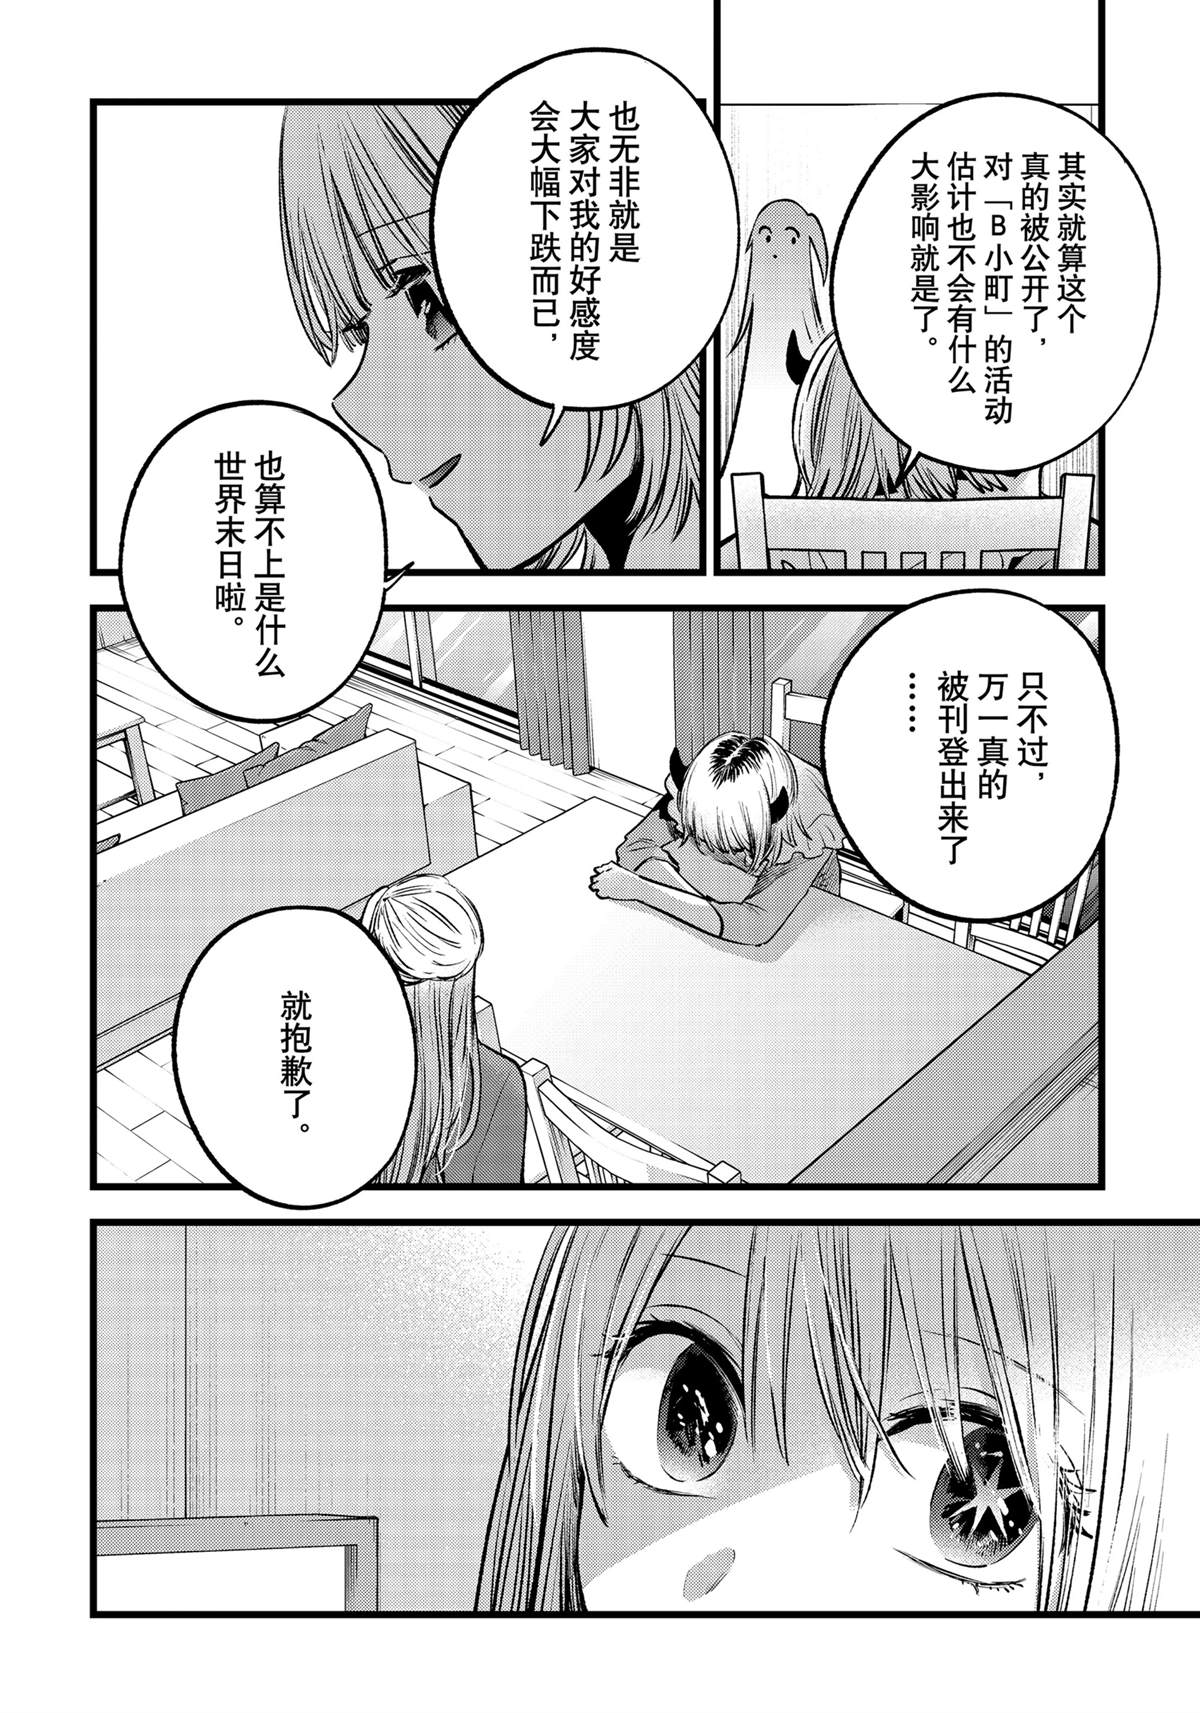 其实就算这个
真的被公开了，
对「B小町」的活动
估计也不会有什么
大影响就是了。
也无非就是
大家对我的好感度
会大幅下跌而已，
也算不上是什么
世界末日啦。
只不过，
万一真的
被刊登出来了
……
就抱歉了。